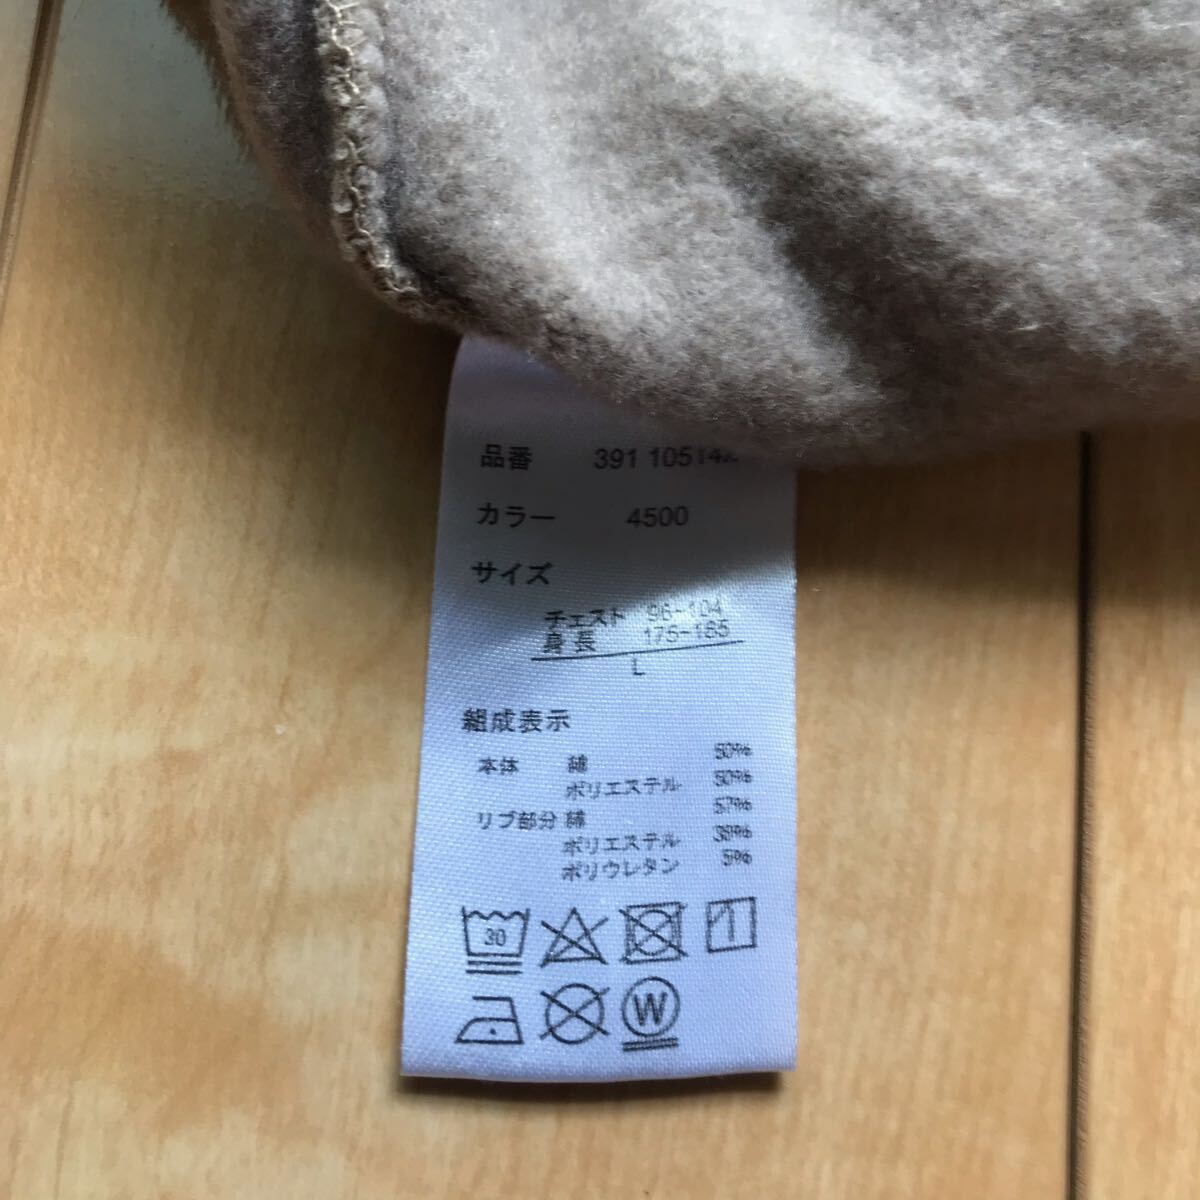 品番 391 105142
カラー 4500
サイズ
チェスト 96-104
身長 175-185
L
組成表示
本体 綿 50%
ポリエステル 50%
リブ部分 綿 57%
ポリエステル 38%
ポリウレタン 5%
30
W